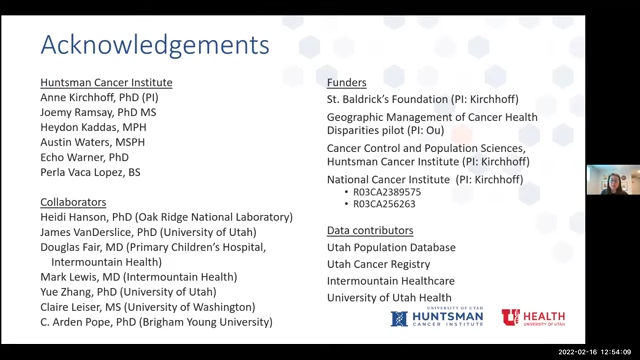 Acknowledgements
Huntsman Cancer Institute
Anne Kirchhoff, PhD (PI)
Joemy Ramsay, PhD MS
Heydon Kaddas, MPH
Austin Waters, MSPH
Echo Warner, PhD
Perla Vaca Lopez, BS
Collaborators
Heidi Hanson, PhD (Oak Ridge National Laboratory)
James VanDerslice, PhD (University of Utah)
Douglas Fair, MD (Primary Children's Hospital,
Intermountain Health)
Mark Lewis, MD (Intermountain Health)
Yue Zhang, PhD (University of Utah)
Claire Leiser, MS (University of Washington)
C. Arden Pope, PhD (Brigham Young University)
Funders
St. Baldrick's Foundation (PI: Kirchhoff)
Geographic Management of Cancer Health
Disparities pilot (PI: Ou)
Cancer Control and Population Sciences,
Huntsman Cancer Institute (PI: Kirchhoff)
National Cancer Institute (PI: Kirchhoff)
• R03CA2389575
• R03CA256263
Data contributors
Utah Population Database
Utah Cancer Registry
Intermountain Healthcare
University of Utah Health
UNIVERSITY OF UTAH
HUNTSMAN
CANCER INSTITUTE
U HEALTH
UNIVERSITY OF UTAH
2022-02-16 12:54:09